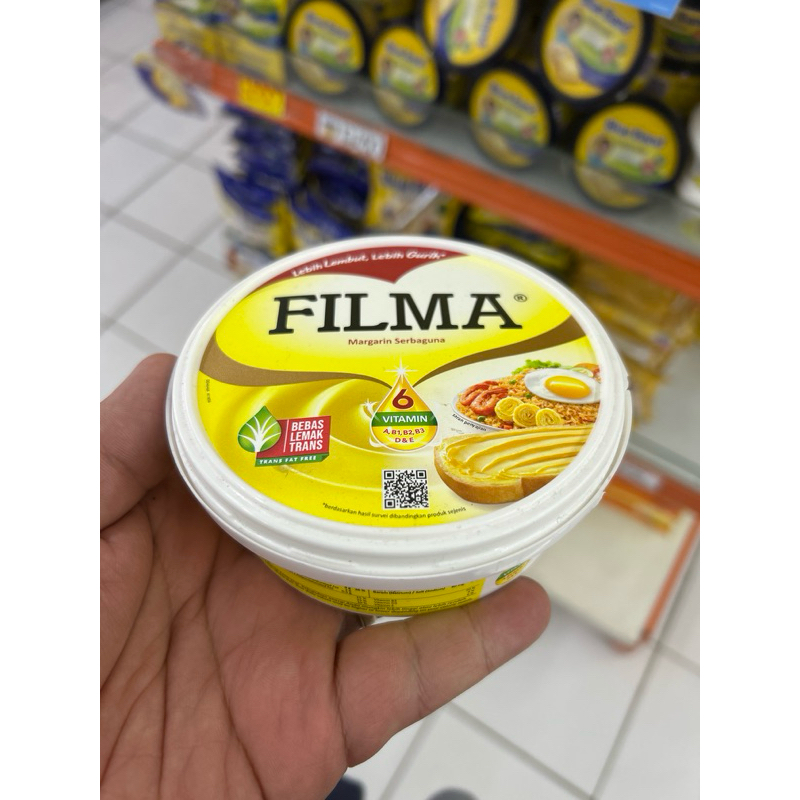 Lebih Lembut, Lebih Gurih*
FILMA®
Margarin Serbaguna
6
VITAMIN
A,B1,B2,B3
D&E
BEBAS
LEMAK
TRANS
TRANS FAT FREE
*Berdasarkan hasil survei dibandingkan produk sejenis